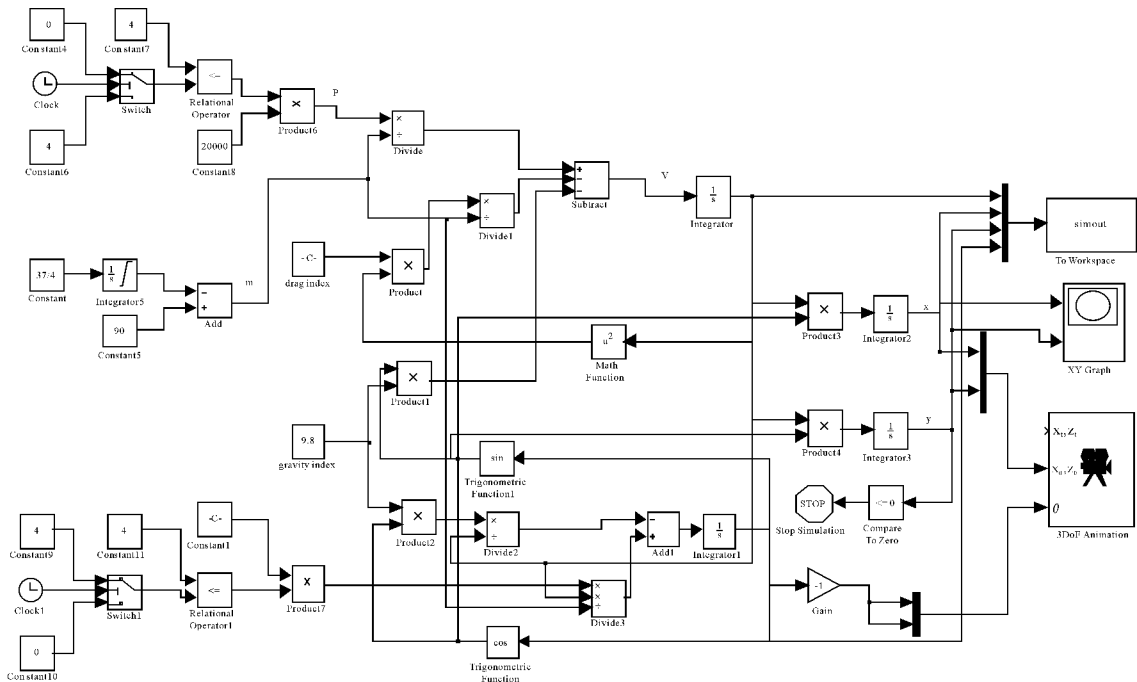 0
Constant4
4
Constant7
Clock
Switch
<=
Relational
Operator
×
Product6
P
4
Constant6
20000
Constant8
×
÷
Divide
×
÷
Divide1
+
−
−
Subtract
V
1
s
Integrator
simout
To Workspace
-C-
drag index
×
Product
37/4
Constant
1
s
Integrator5
m
−
+
Add
90
Constant5
×
Product3
1
s
Integrator2
x
XY Graph
u²
Math
Function
×
Product1
9.8
gravity index
sin
Trigonometric
Function1
×
Product4
1
s
Integrator3
y
STOP
Stop Simulation
<= 0
Compare
To Zero
θ
3DoF Animation
4
Constant9
4
Constant11
-C-
Constant1
×
Product2
×
÷
Divide2
−
+
Add1
1
s
Integrator1
Clock1
Switch1
<=
Relational
Operator1
×
Product7
×
×
÷
Divide3
-1
Gain
0
Constant10
cos
Trigonometric
Function